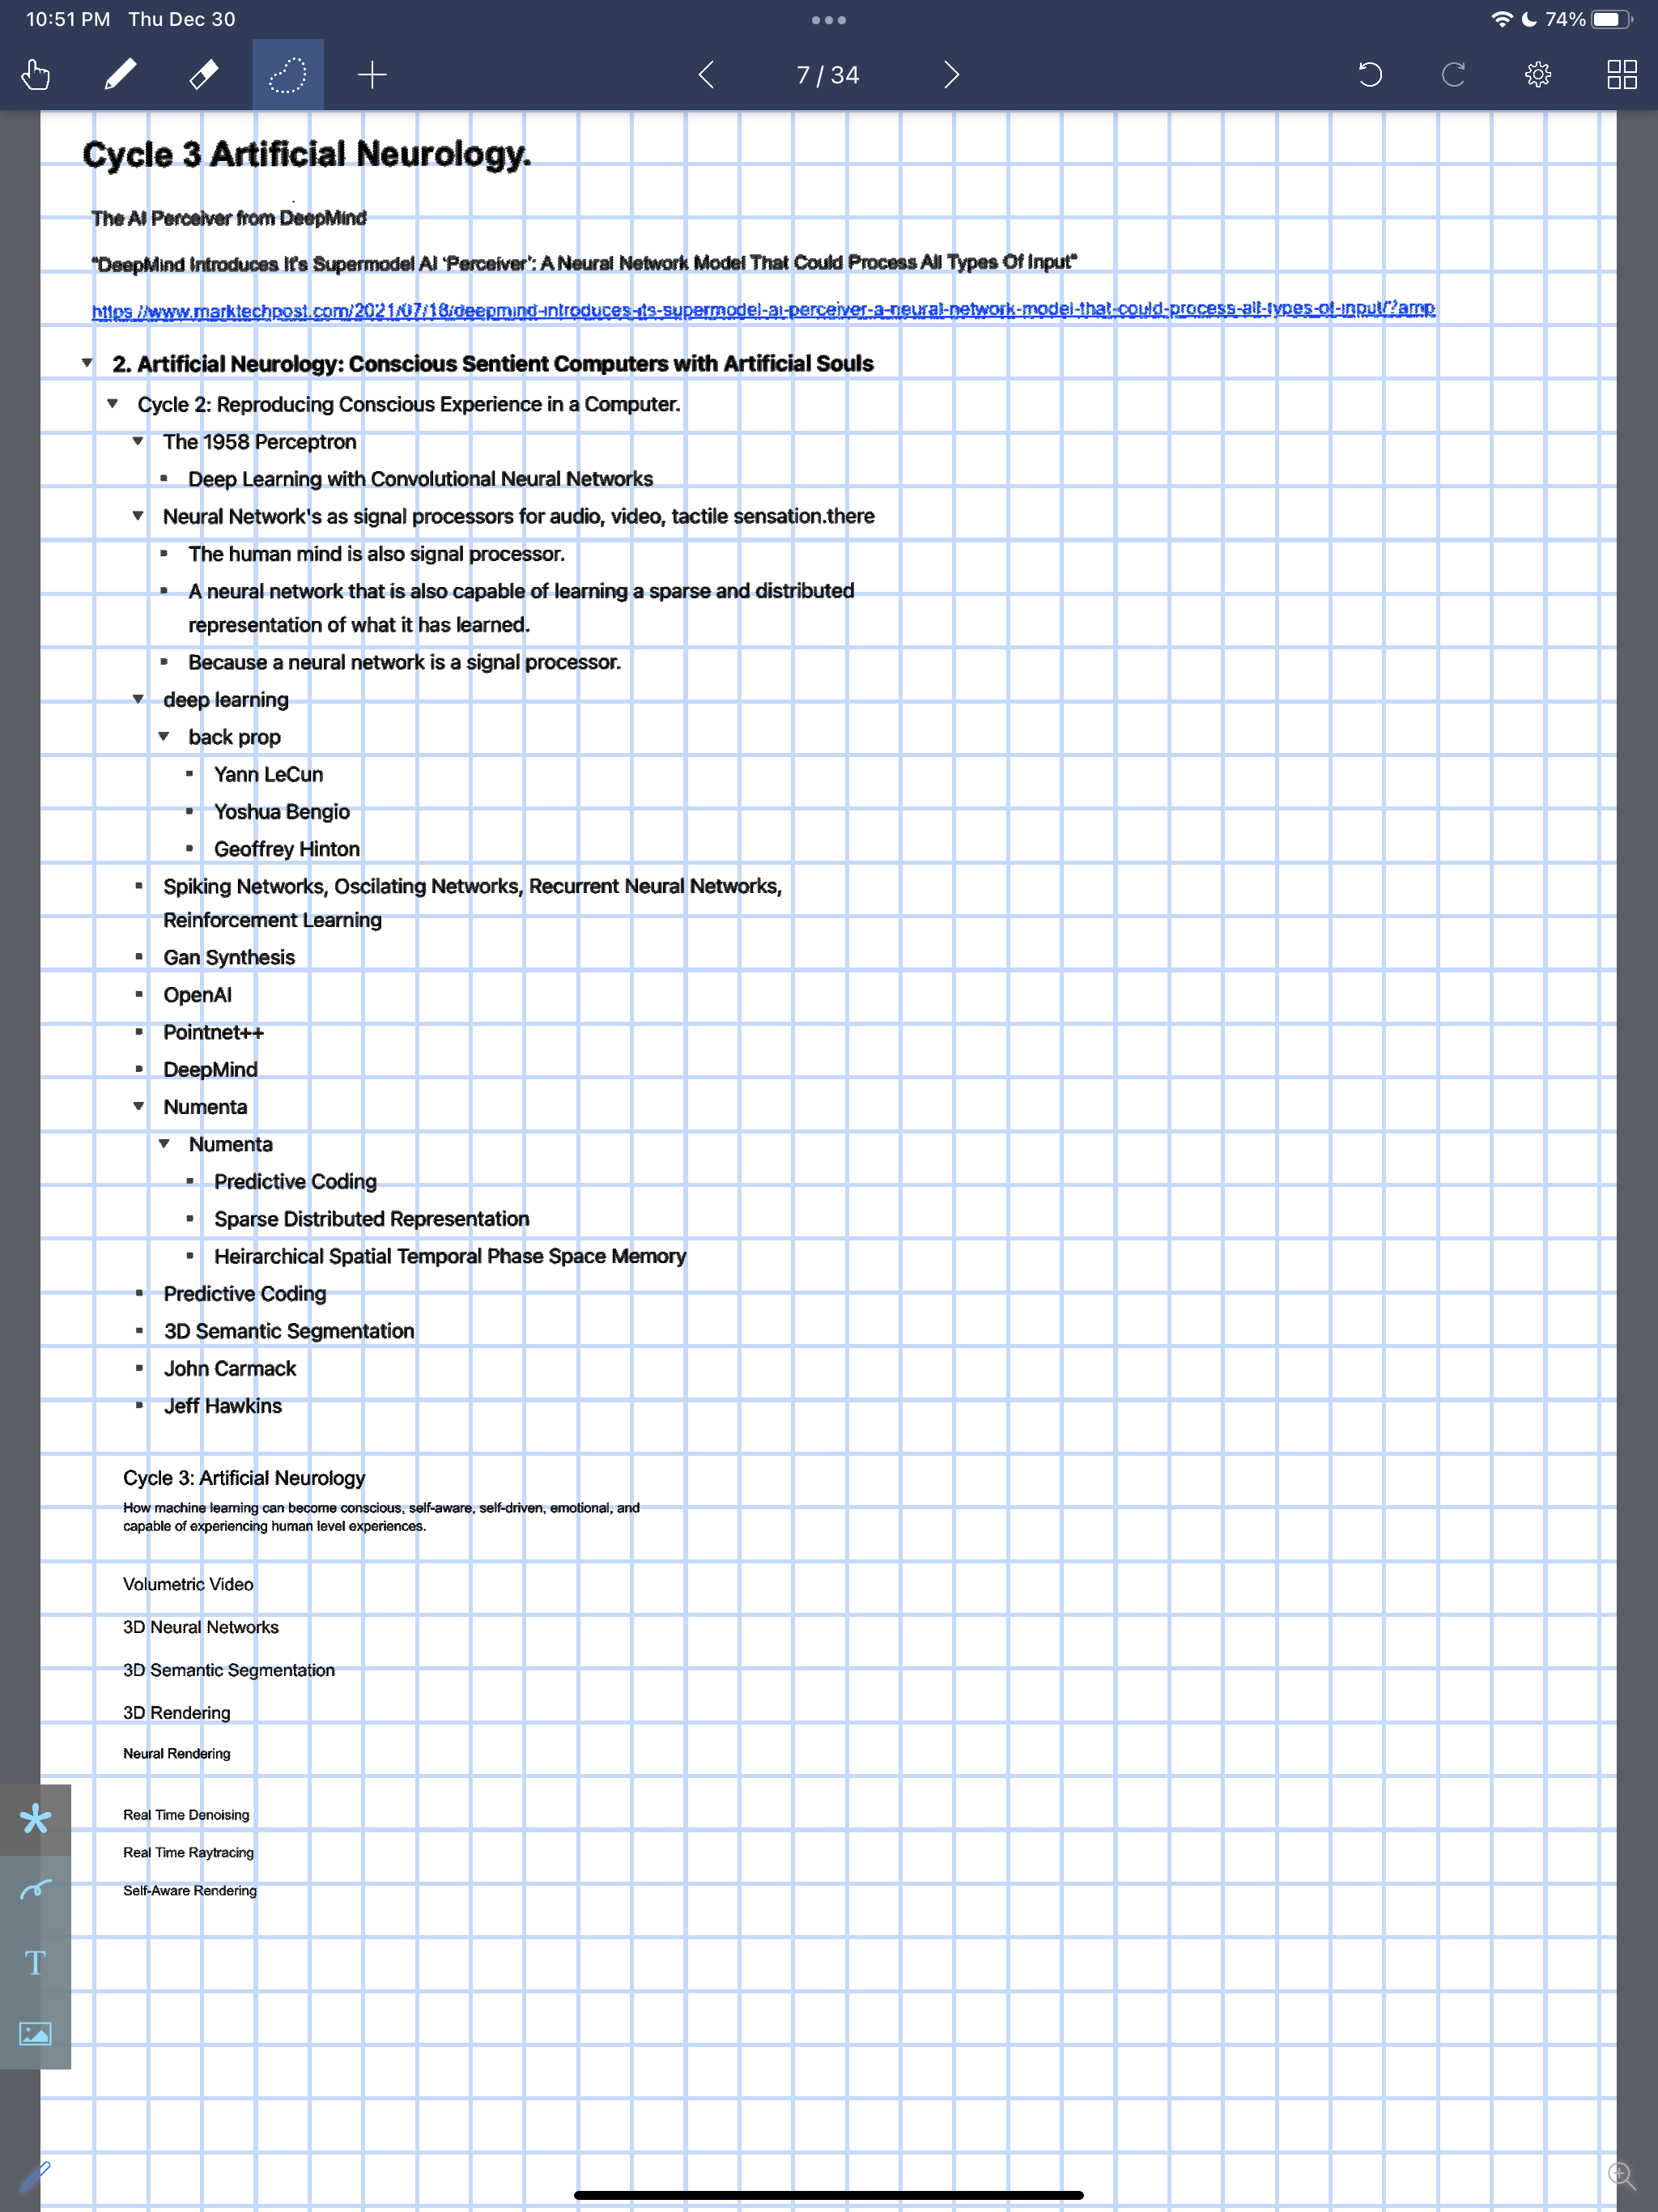 10:51 PM Thu Dec 30
74%
7 / 34
Cycle 3 Artificial Neurology.
The AI Perceiver from DeepMind
"DeepMind Introduces It's Supermodel AI 'Perceiver': A Neural Network Model That Could Process All Types Of Input"
https://www.marktechpost.com/2021/07/18/deepmind-introduces-its-supermodel-ai-perceiver-a-neural-network-model-that-could-process-all-types-of-input/?amp
2. Artificial Neurology: Conscious Sentient Computers with Artificial Souls
Cycle 2: Reproducing Conscious Experience in a Computer.
The 1958 Perceptron
Deep Learning with Convolutional Neural Networks
Neural Network's as signal processors for audio, video, tactile sensation.there
The human mind is also signal processor.
A neural network that is also capable of learning a sparse and distributed
representation of what it has learned.
Because a neural network is a signal processor.
deep learning
back prop
Yann LeCun
Yoshua Bengio
Geoffrey Hinton
Spiking Networks, Oscilating Networks, Recurrent Neural Networks,
Reinforcement Learning
Gan Synthesis
OpenAI
Pointnet++
DeepMind
Numenta
Numenta
Predictive Coding
Sparse Distributed Representation
Heirarchical Spatial Temporal Phase Space Memory
Predictive Coding
3D Semantic Segmentation
John Carmack
Jeff Hawkins
Cycle 3: Artificial Neurology
How machine learning can become conscious, self-aware, self-driven, emotional, and
capable of experiencing human level experiences.
Volumetric Video
3D Neural Networks
3D Semantic Segmentation
3D Rendering
Neural Rendering
Real Time Denoising
Real Time Raytracing
Self-Aware Rendering
T